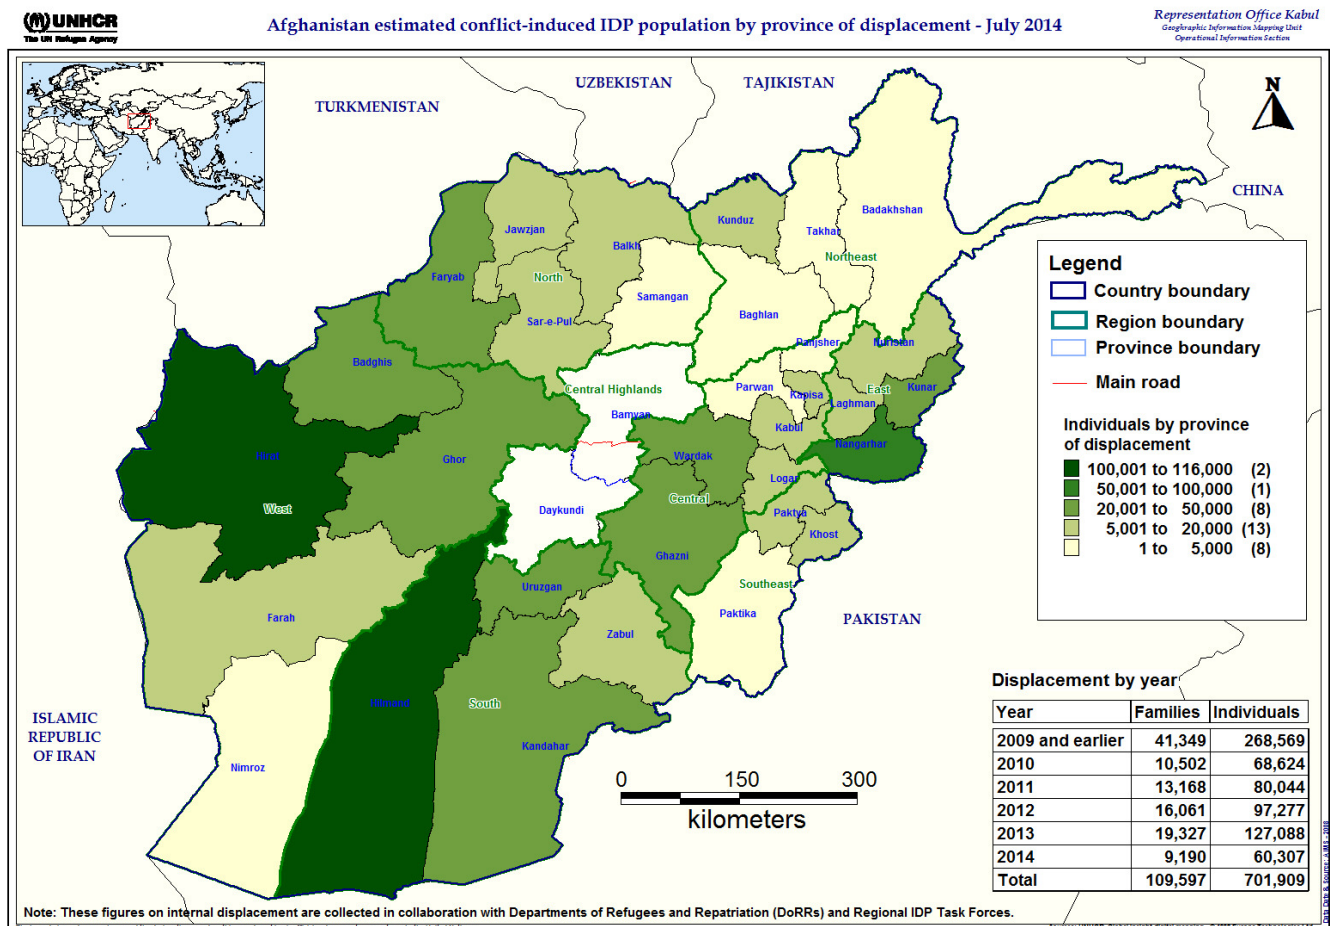 UNHCR
The UN Refugee Agency
Afghanistan estimated conflict-induced IDP population by province of displacement - July 2014
Representation Office Kabul
Geoghraphic Information Mapping Unit
Operational Information Section
UZBEKISTAN
TAJIKISTAN
TURKMENISTAN
N
CHINA
Badakhshan
Kunduz
Takhar
Jawzjan
Balkh
Northeast
Faryab
North
Samangan
Baghlan
Sar-e-Pul
Panjsher
Nuristan
Badghis
Central Highlands
Parwan
Kapisa
East
Kunar
Laghman
Bamyan
Kabul
Nangarhar
Hirat
Ghor
Wardak
Logar
West
Central
Daykundi
Paktya
Khost
Ghazni
Uruzgan
Southeast
Farah
Zabul
Paktika
PAKISTAN
Hilmand
South
ISLAMIC
REPUBLIC
OF IRAN
Kandahar
Nimroz
Legend
Country boundary
Region boundary
Province boundary
Main road
Individuals by province
of displacement
100,001 to 116,000 (2)
50,001 to 100,000 (1)
20,001 to 50,000 (8)
5,001 to 20,000 (13)
1 to 5,000 (8)
Displacement by year
Year Families Individuals
2009 and earlier 41,349 268,569
2010 10,502 68,624
2011 13,168 80,044
2012 16,061 97,277
2013 19,327 127,088
2014 9,190 60,307
Total 109,597 701,909
0 150 300
kilometers
Note: These figures on internal displacement are collected in collaboration with Departments of Refugees and Repatriation (DoRRs) and Regional IDP Task Forces.
Data Date & Source: AIMS - 2008